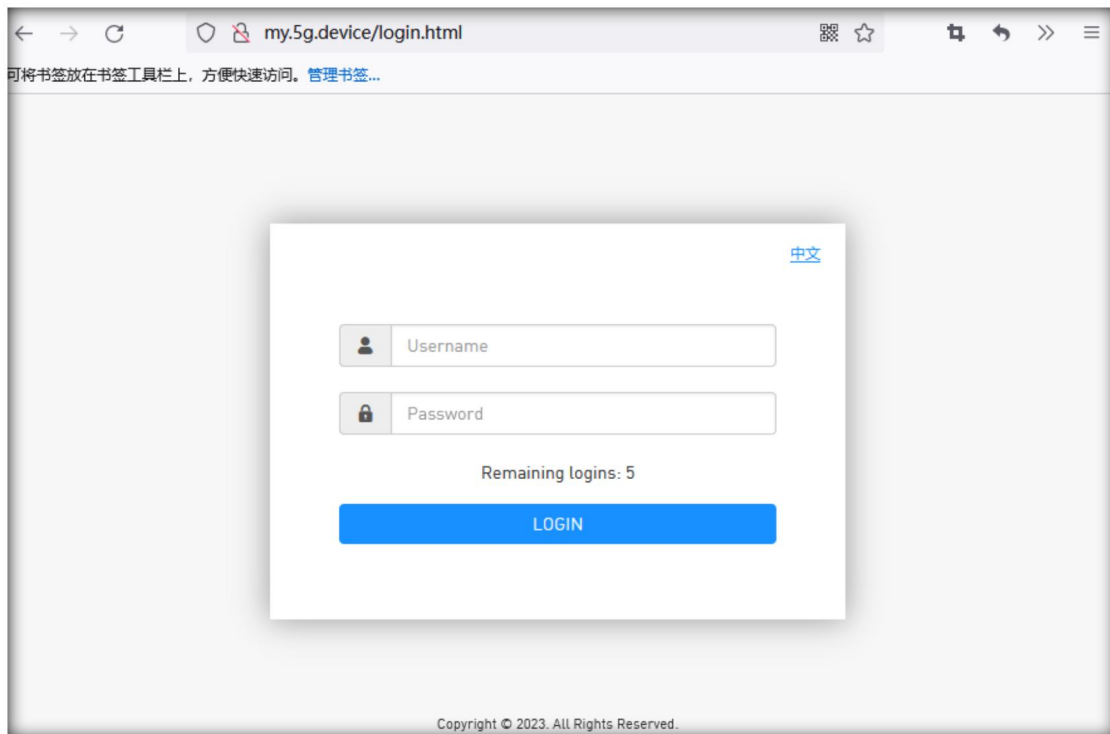 my.5g.device/login.html
可将书签放在书签工具栏上，方便快速访问。管理书签...
中文
Username
Password
Remaining logins: 5
LOGIN
Copyright © 2023. All Rights Reserved.